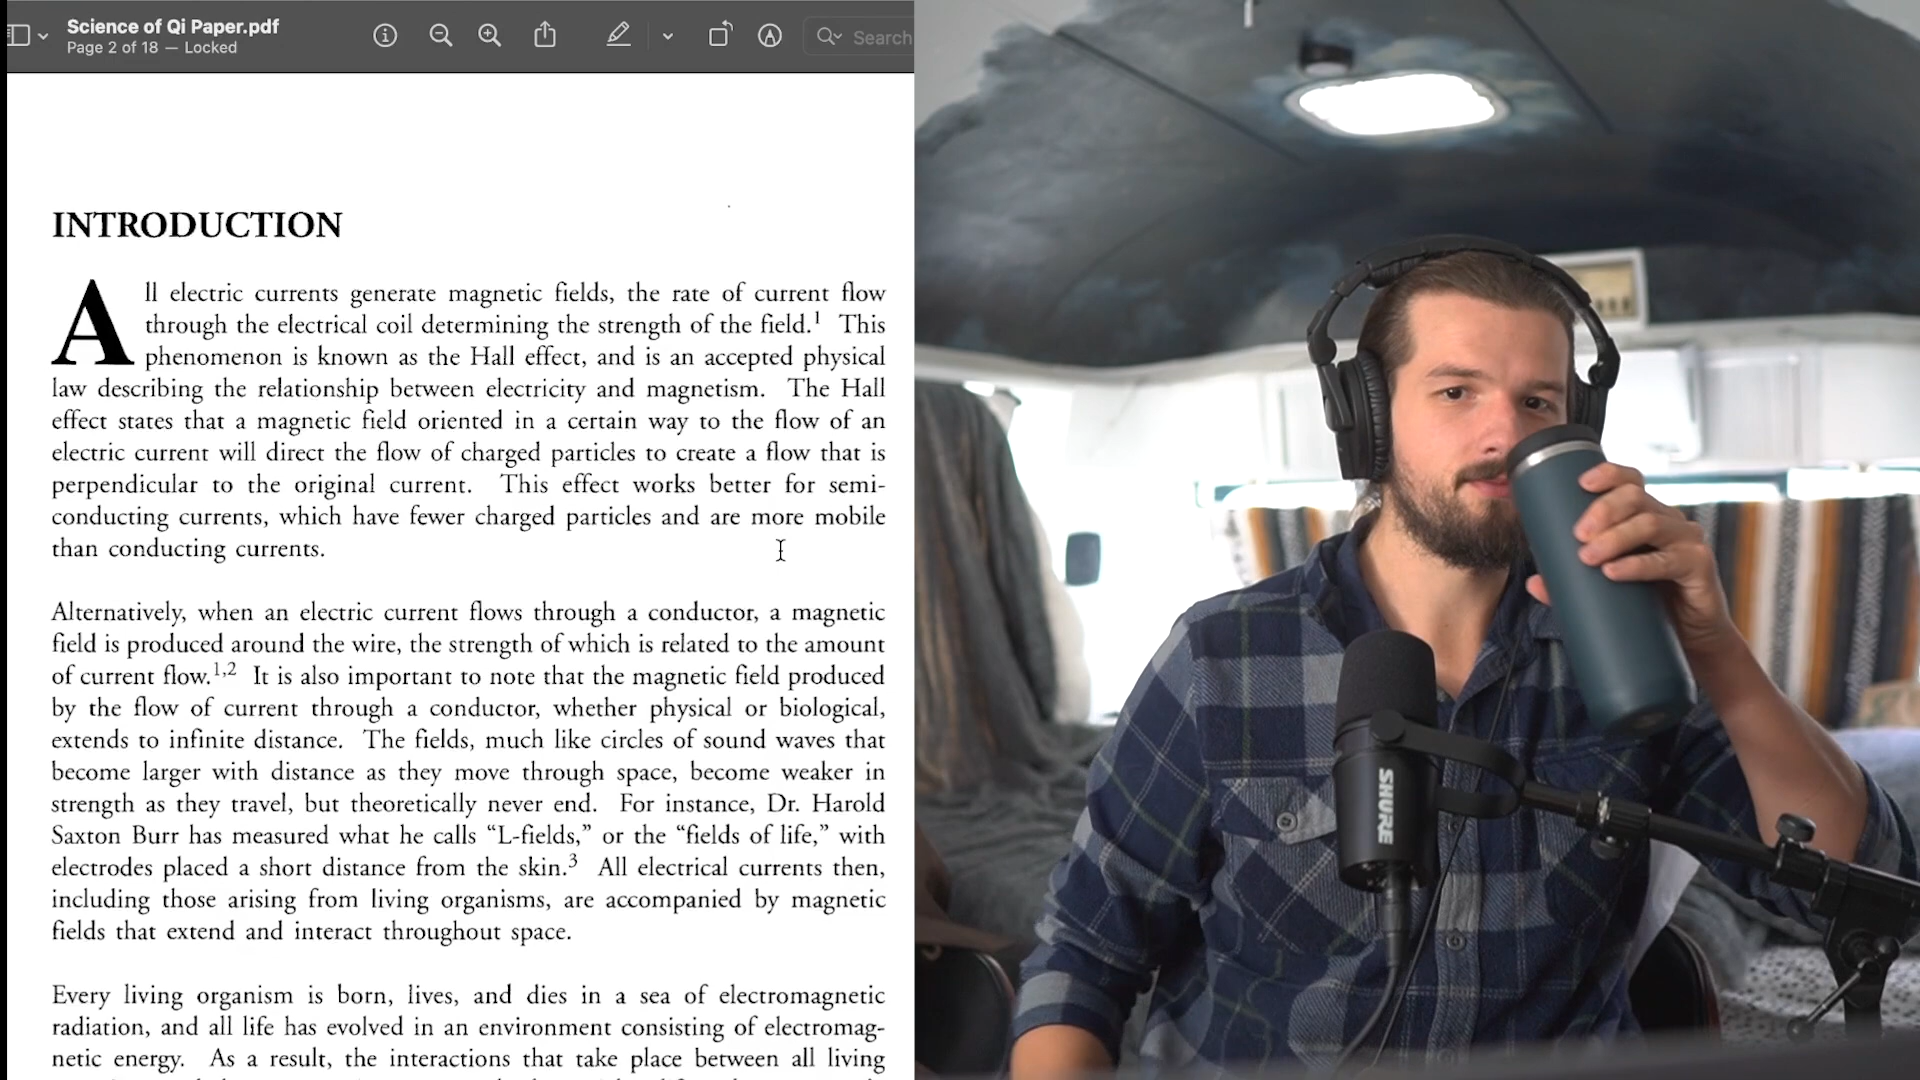 Science of Qi Paper.pdf
Page 2 of 18 — Locked
Search
INTRODUCTION
All electric currents generate magnetic fields, the rate of current flow
through the electrical coil determining the strength of the field.1 This
phenomenon is known as the Hall effect, and is an accepted physical
law describing the relationship between electricity and magnetism. The Hall
effect states that a magnetic field oriented in a certain way to the flow of an
electric current will direct the flow of charged particles to create a flow that is
perpendicular to the original current. This effect works better for semi-
conducting currents, which have fewer charged particles and are more mobile
than conducting currents.
Alternatively, when an electric current flows through a conductor, a magnetic
field is produced around the wire, the strength of which is related to the amount
of current flow.1,2 It is also important to note that the magnetic field produced
by the flow of current through a conductor, whether physical or biological,
extends to infinite distance. The fields, much like circles of sound waves that
become larger with distance as they move through space, become weaker in
strength as they travel, but theoretically never end. For instance, Dr. Harold
Saxton Burr has measured what he calls “L-fields,” or the “fields of life,” with
electrodes placed a short distance from the skin.3 All electrical currents then,
including those arising from living organisms, are accompanied by magnetic
fields that extend and interact throughout space.
Every living organism is born, lives, and dies in a sea of electromagnetic
radiation, and all life has evolved in an environment consisting of electromag-
netic energy. As a result, the interactions that take place between all living
SHURE